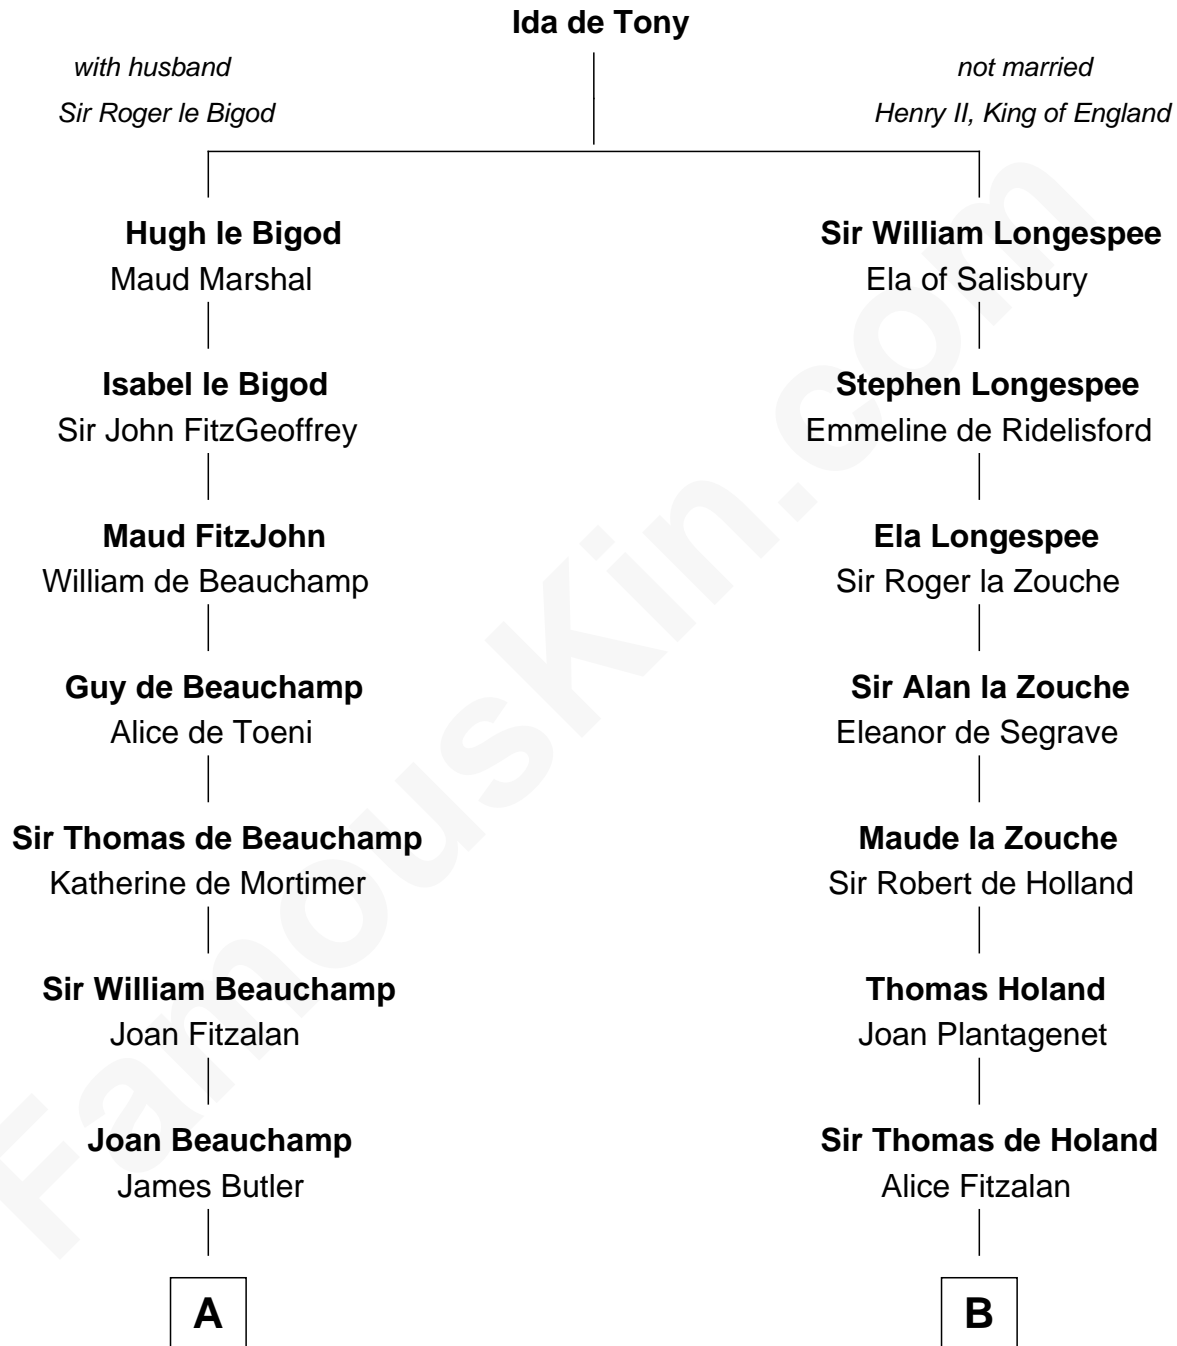 Ida de Tony
with husband
Sir Roger le Bigod
not married
Henry II, King of England
Hugh le Bigod
Maud Marshal
Sir William Longespee
Ela of Salisbury
Isabel le Bigod
Sir John FitzGeoffrey
Stephen Longespee
Emmeline de Ridelisford
Maud FitzJohn
William de Beauchamp
Ela Longespee
Sir Roger la Zouche
Guy de Beauchamp
Alice de Toeni
Sir Alan la Zouche
Eleanor de Segrave
Sir Thomas de Beauchamp
Katherine de Mortimer
Maude la Zouche
Sir Robert de Holland
Sir William Beauchamp
Joan Fitzalan
Thomas Holand
Joan Plantagenet
Joan Beauchamp
James Butler
Sir Thomas de Holand
Alice Fitzalan
A
B
FamousKin.com